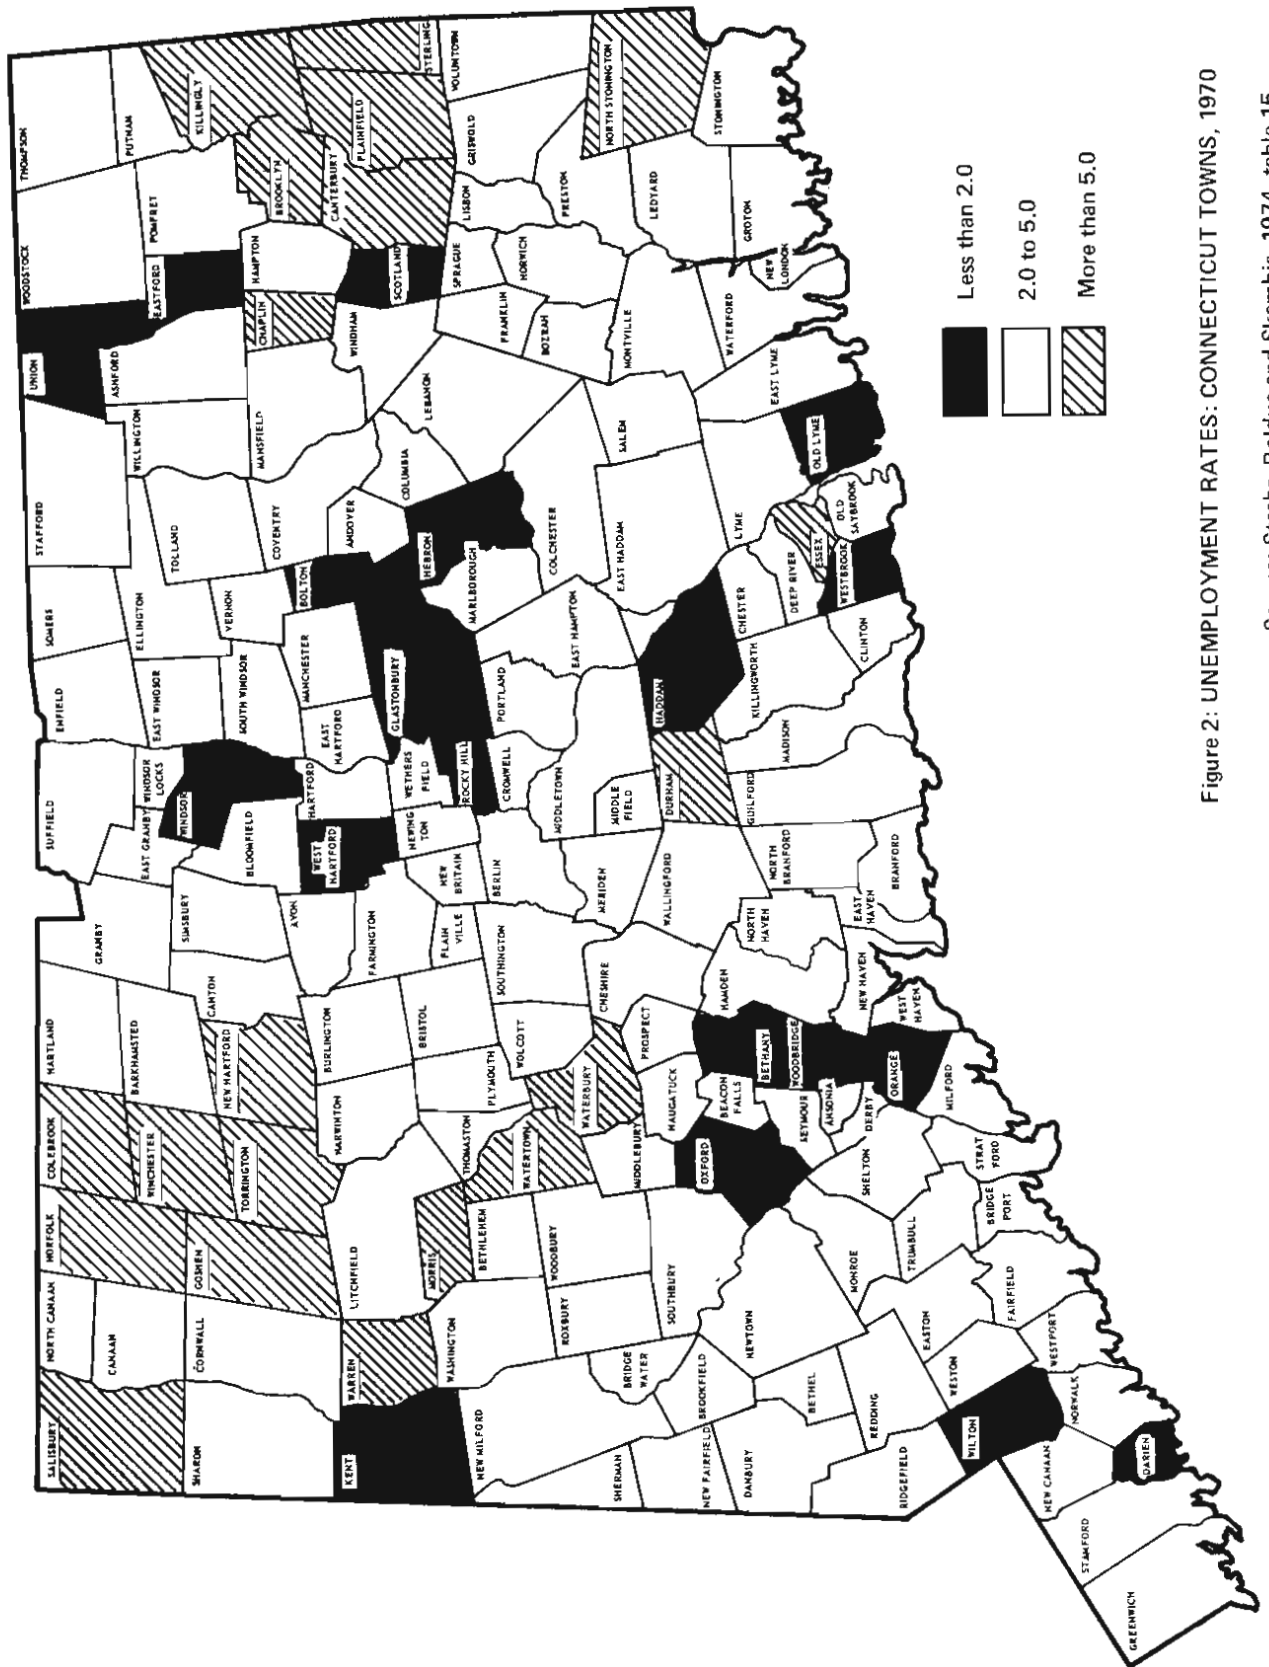 THOMPSON
WOODSTOCK
PUTNAM
KILLINGLY
POMFRET
UNION
EASTFORD
ASHFORD
STAFFORD
WILLINGTON
BROOKLYN
HAMPTON
CHAPLIN
MANSFIELD
TOLLAND
SOMERS
ELLINGTON
VERNON
COVENTRY
ENFIELD
EAST WINDSOR
SOUTH WINDSOR
SUFFIELD
WINDSOR
LOCKS
EAST GRANBY
WINDSOR
BLOOMFIELD
GRANBY
SIMSBURY
HARTLAND
BARKHAMSTED
CANTON
NEW HARTFORD
COLEBROOK
WINCHESTER
TORRINGTON
NORFOLK
GOSHEN
NORTH CANAAN
CANAAN
CORNWALL
SALISBURY
SHARON
STERLING
PLAINFIELD
CANTERBURY
SCOTLAND
WINDHAM
LEBANON
COLUMBIA
ANDOVER
BOLTON
HEBRON
MANCHESTER
EAST
HARTFORD
GLASTONBURY
MARLBOROUGH
HARTFORD
WEST
HARTFORD
WETHERS
FIELD
ROCKY HILL
NEWING
TON
NEW
BRITAIN
AVON
FARMINGTON
PLAIN
VILLE
BURLINGTON
BRISTOL
HARWINTON
PLYMOUTH
THOMASTON
LITCHFIELD
MORRIS
WARREN
WASHINGTON
KENT
VOLUNTOWN
GRISWOLD
LISBON
SPRAGUE
NORWICH
PRESTON
FRANKLIN
BOZRAH
COLCHESTER
EAST HAMPTON
PORTLAND
CROMWELL
MIDDLETOWN
BERLIN
SOUTHINGTON
WOLCOTT
WATERBURY
WATERTOWN
MIDDLEBURY
BETHLEHEM
WOODBURY
ROXBURY
NEW MILFORD
NORTH STONINGTON
LEDYARD
MONTVILLE
SALEM
EAST HADDAM
HADDAM
MIDDLE
FIELD
DURHAM
MERIDEN
WALLINGFORD
CHESHIRE
PROSPECT
NAUGATUCK
BEACON
FALLS
OXFORD
SOUTHBURY
BRIDGE
WATER
SHERMAN
BROOKFIELD
NEW FAIRFIELD
STONINGTON
GROTON
NEW
LONDON
WATERFORD
EAST LYME
OLD LYME
LYME
CHESTER
DEEP RIVER
ESSEX
OLD
SAYBROOK
WESTBROOK
KILLINGWORTH
CLINTON
MADISON
GUILFORD
NORTH
BRANFORD
BRANFORD
EAST
HAVEN
NORTH
HAVEN
HAMDEN
NEW HAVEN
WEST
HAVEN
BETHANY
WOODBRIDGE
ORANGE
MILFORD
SEYMOUR
ANSONIA
DERBY
SHELTON
STRAT
FORD
BRIDGE
PORT
TRUMBULL
MONROE
NEWTOWN
BETHEL
DANBURY
REDDING
RIDGEFIELD
EASTON
FAIRFIELD
WESTON
WESTPORT
WILTON
NORWALK
NEW CANAAN
DARIEN
STAMFORD
GREENWICH
Less than 2.0
2.0 to 5.0
More than 5.0
Figure 2: UNEMPLOYMENT RATES: CONNECTICUT TOWNS, 1970
and 1974, table 15